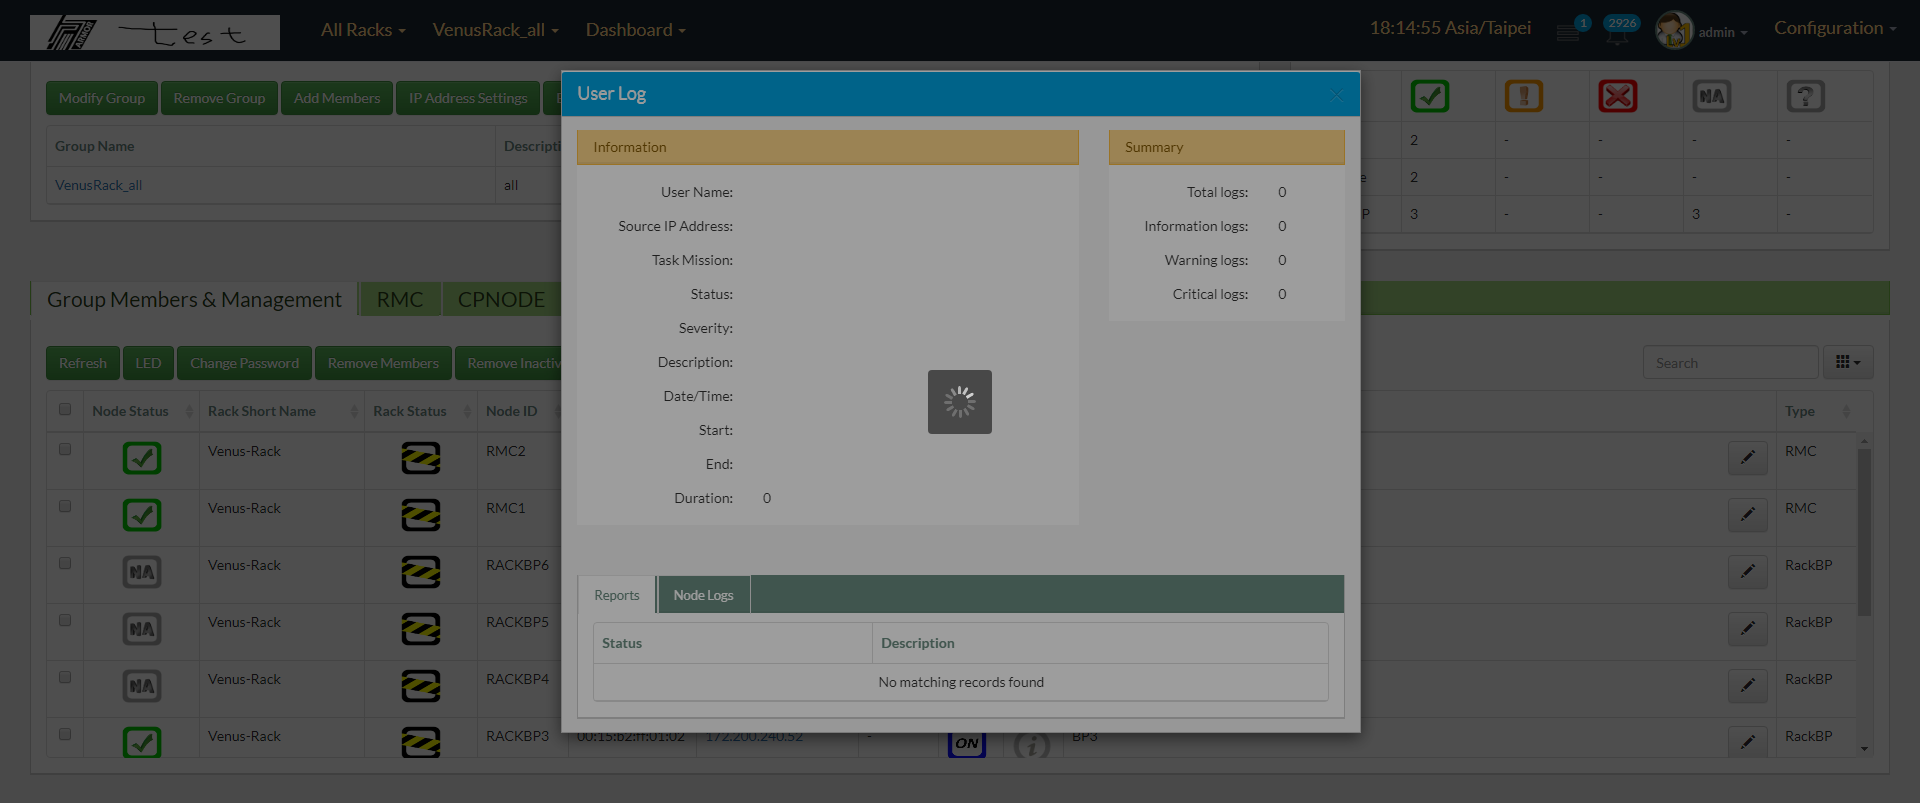 ARMOR test All Racks VenusRack_all Dashboard 18:14:55 Asia/Taipei 1 2926 admin Configuration
Modify Group Remove Group Add Members IP Address Settings
Group Name Descripti
VenusRack_all all
NA ?
2 - - - -
e 2 - - - -
P 3 - - 3 -
User Log
Information
User Name:
Source IP Address:
Task Mission:
Status:
Severity:
Description:
Date/Time:
Start:
End:
Duration: 0
Summary
Total logs: 0
Information logs: 0
Warning logs: 0
Critical logs: 0
Reports Node Logs
Status Description
No matching records found
Group Members & Management RMC CPNODE
Refresh LED Change Password Remove Members Remove Inactiv Search
Node Status Rack Short Name Rack Status Node ID Type
Venus-Rack RMC2 RMC
Venus-Rack RMC1 RMC
NA Venus-Rack RACKBP6 RackBP
NA Venus-Rack RACKBP5 RackBP
NA Venus-Rack RACKBP4 RackBP
Venus-Rack RACKBP3 00:15:b2:ff:01:02 172.200.240.52 - ON i BP3 RackBP